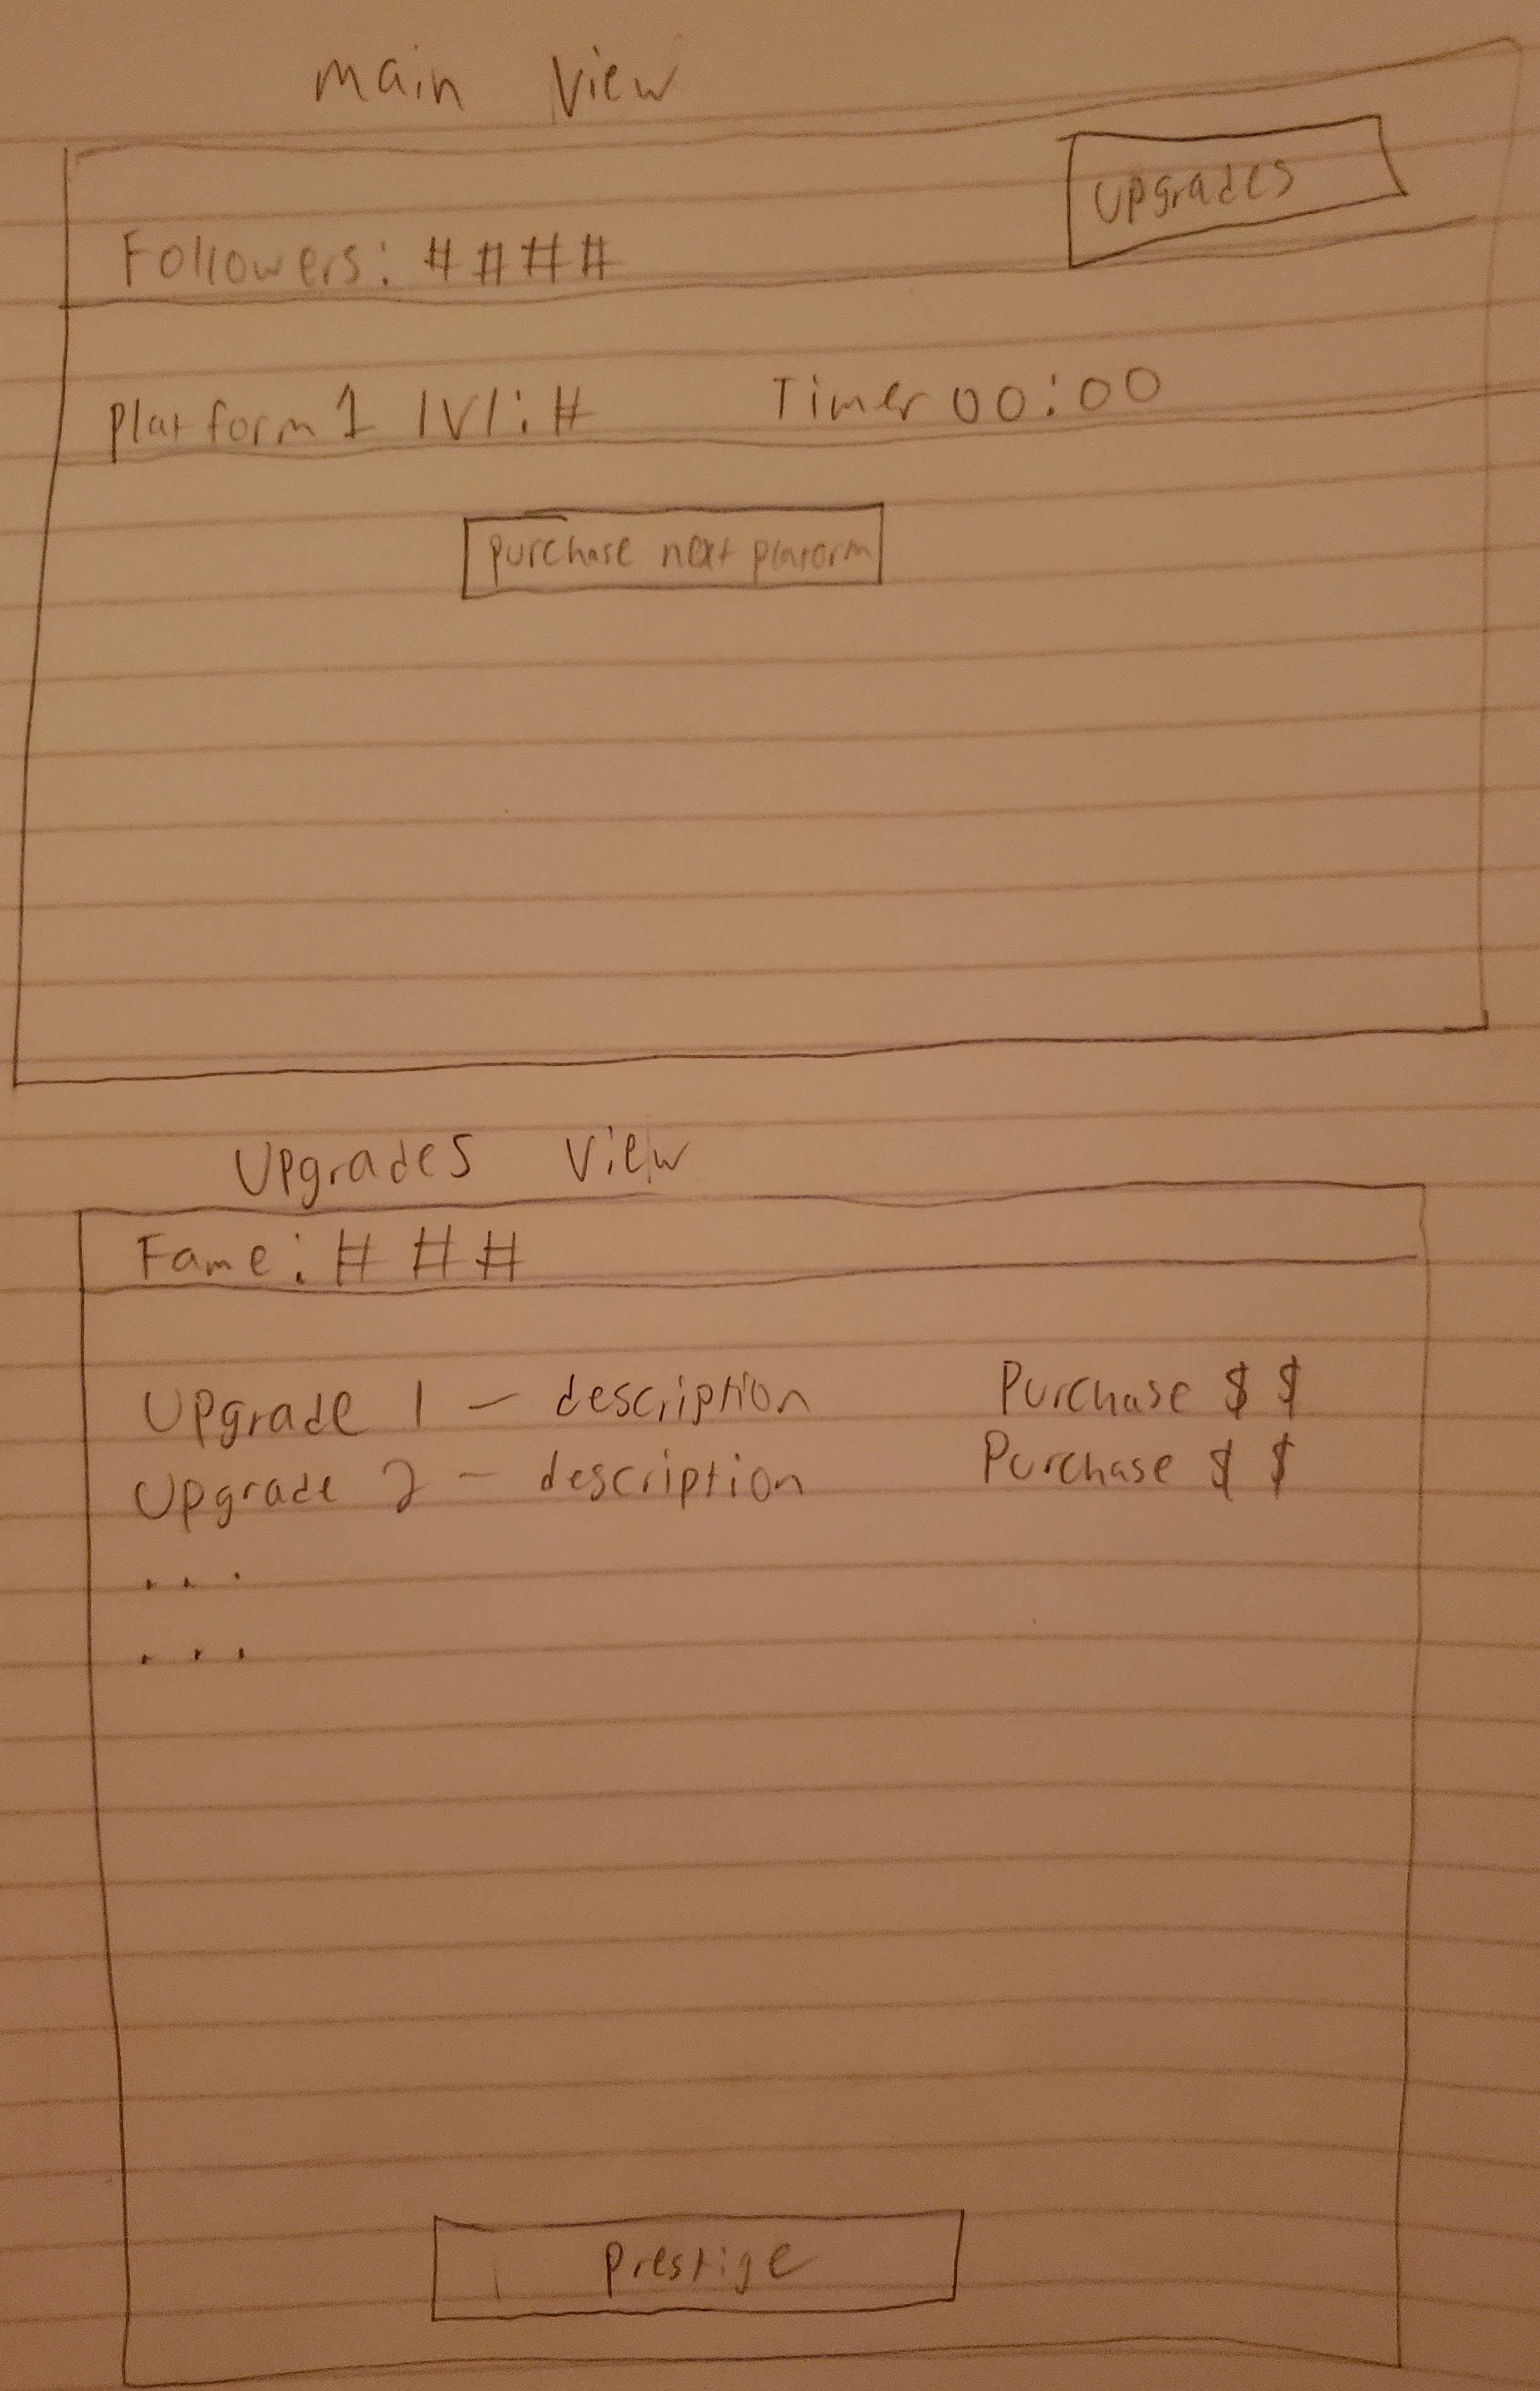 Main View
Upgrades
Followers: ####
Platform 1 lvl: # Timer 00:00
Purchase next platorm
Upgrades View
Fame: ###
Upgrade 1 - description Purchase $$
Upgrade 2 - description Purchase $$
...
...
Prestige